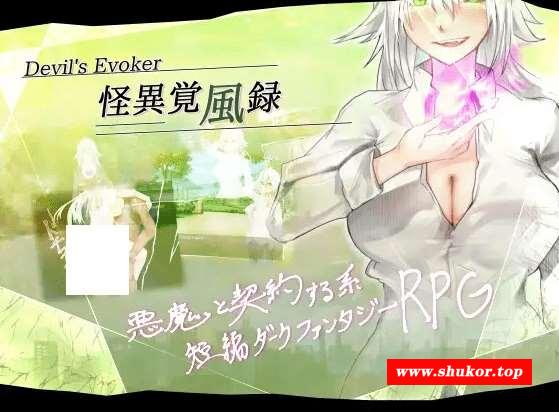 Devil's Evoker
怪異覚風録
悪魔と契約する系
短編ダークファンタジーRPG
www.shukor.top